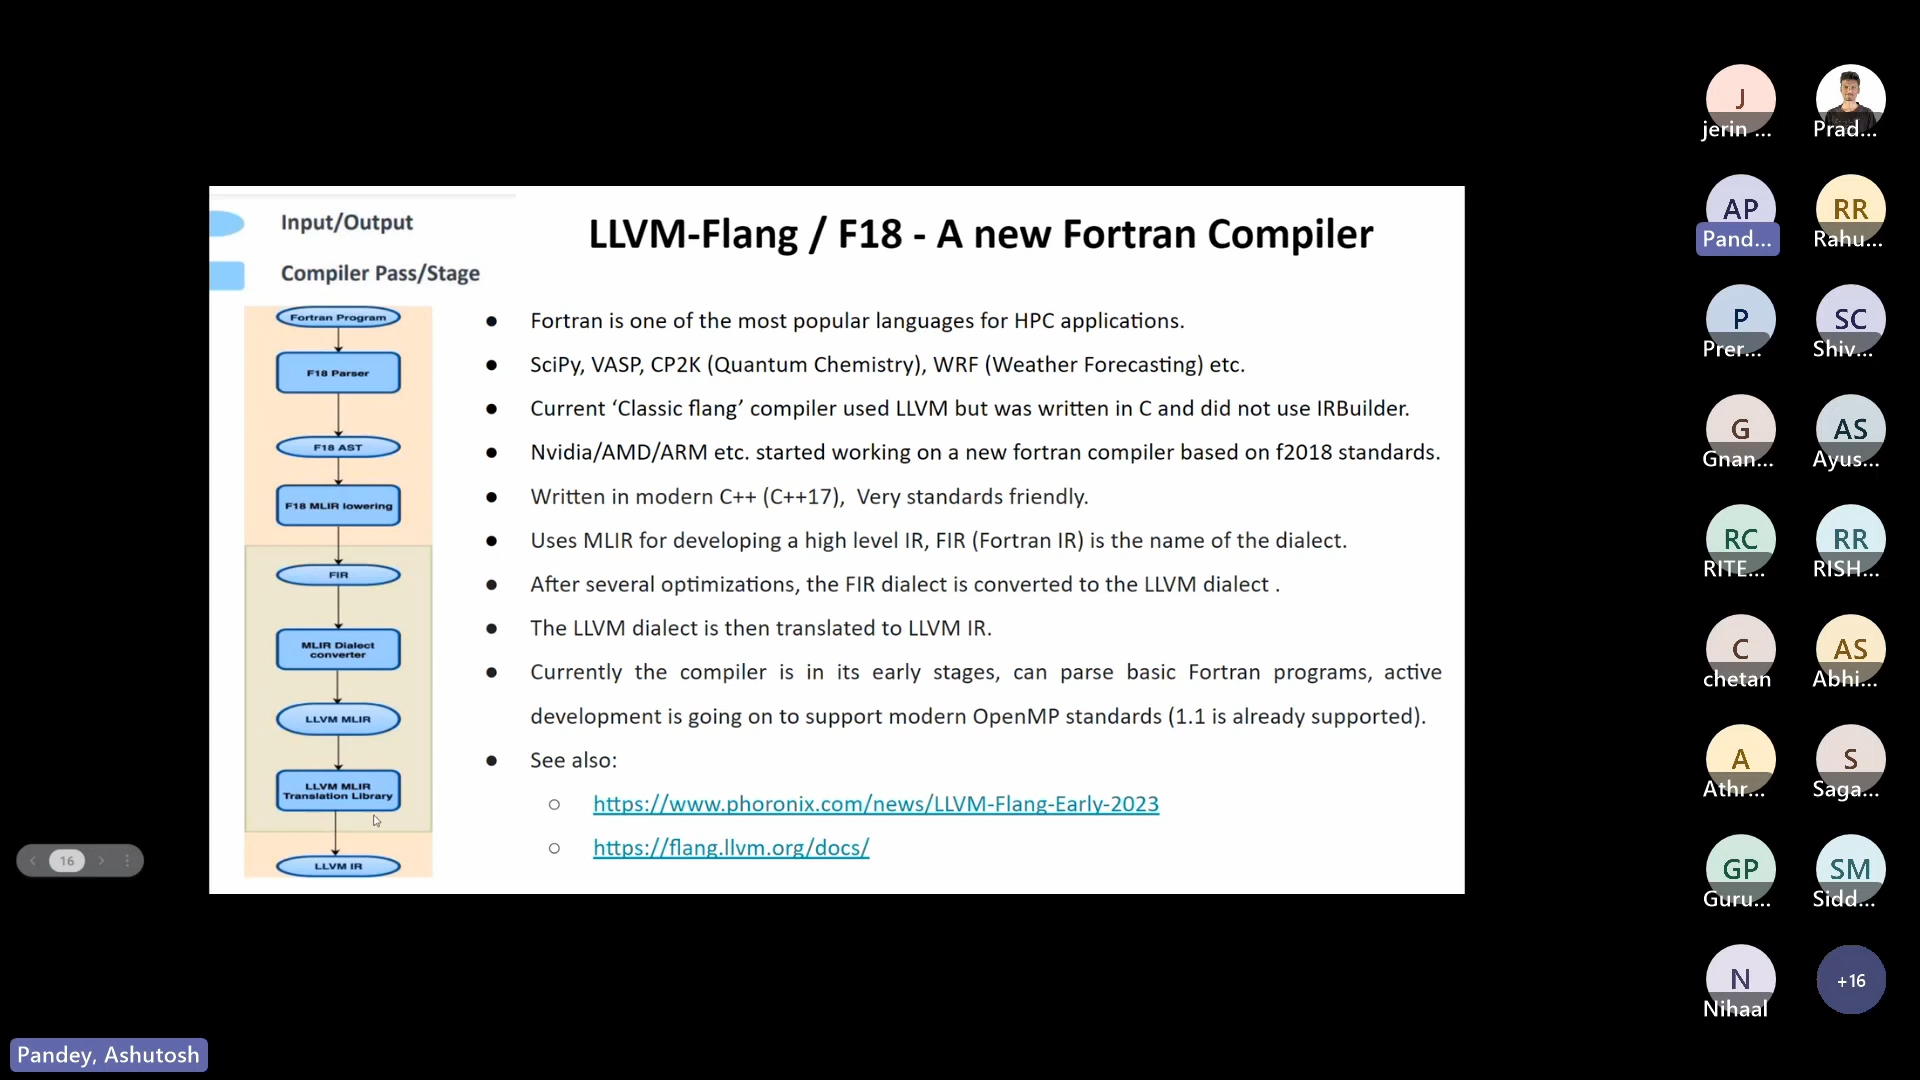 Input/Output
Compiler Pass/Stage
LLVM-Flang / F18 - A new Fortran Compiler
Fortran Program
F18 Parser
F18 AST
F18 MLIR lowering
FIR
MLIR Dialect
converter
LLVM MLIR
LLVM MLIR
Translation Library
LLVM IR
● Fortran is one of the most popular languages for HPC applications.
● SciPy, VASP, CP2K (Quantum Chemistry), WRF (Weather Forecasting) etc.
● Current ‘Classic flang’ compiler used LLVM but was written in C and did not use IRBuilder.
● Nvidia/AMD/ARM etc. started working on a new fortran compiler based on f2018 standards.
● Written in modern C++ (C++17), Very standards friendly.
● Uses MLIR for developing a high level IR, FIR (Fortran IR) is the name of the dialect.
● After several optimizations, the FIR dialect is converted to the LLVM dialect .
● The LLVM dialect is then translated to LLVM IR.
● Currently the compiler is in its early stages, can parse basic Fortran programs, active
development is going on to support modern OpenMP standards (1.1 is already supported).
● See also:
○ https://www.phoronix.com/news/LLVM-Flang-Early-2023
○ https://flang.llvm.org/docs/
16
Pandey, Ashutosh
J
jerin ...
Prad...
AP
Pand...
RR
Rahu...
P
Prer...
SC
Shiv...
G
Gnan...
AS
Ayus...
RC
RITE...
RR
RISH...
C
chetan
AS
Abhi...
A
Athr...
S
Saga...
GP
Guru...
SM
Sidd...
N
Nihaal
+16